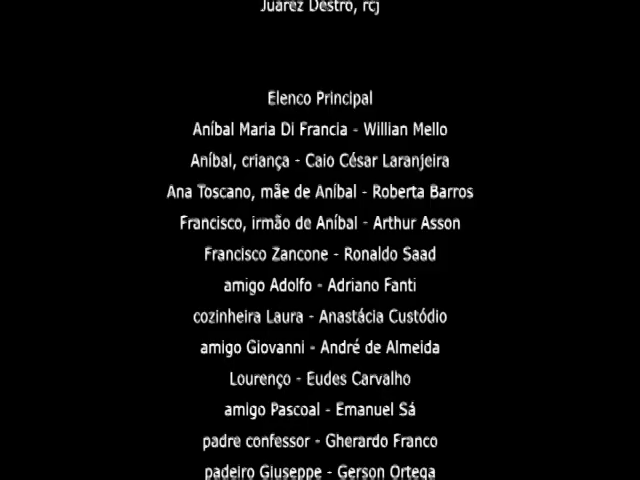 Juarez Destro, rcj
Elenco Principal
Aníbal Maria Di Francia - Willian Mello
Aníbal, criança - Caio César Laranjeira
Ana Toscano, mãe de Aníbal - Roberta Barros
Francisco, irmão de Aníbal - Arthur Asson
Francisco Zancone - Ronaldo Saad
amigo Adolfo - Adriano Fanti
cozinheira Laura - Anastácia Custódio
amigo Giovanni - André de Almeida
Lourenço - Eudes Carvalho
amigo Pascoal - Emanuel Sá
padre confessor - Gherardo Franco
padeiro Giuseppe - Gerson Ortega